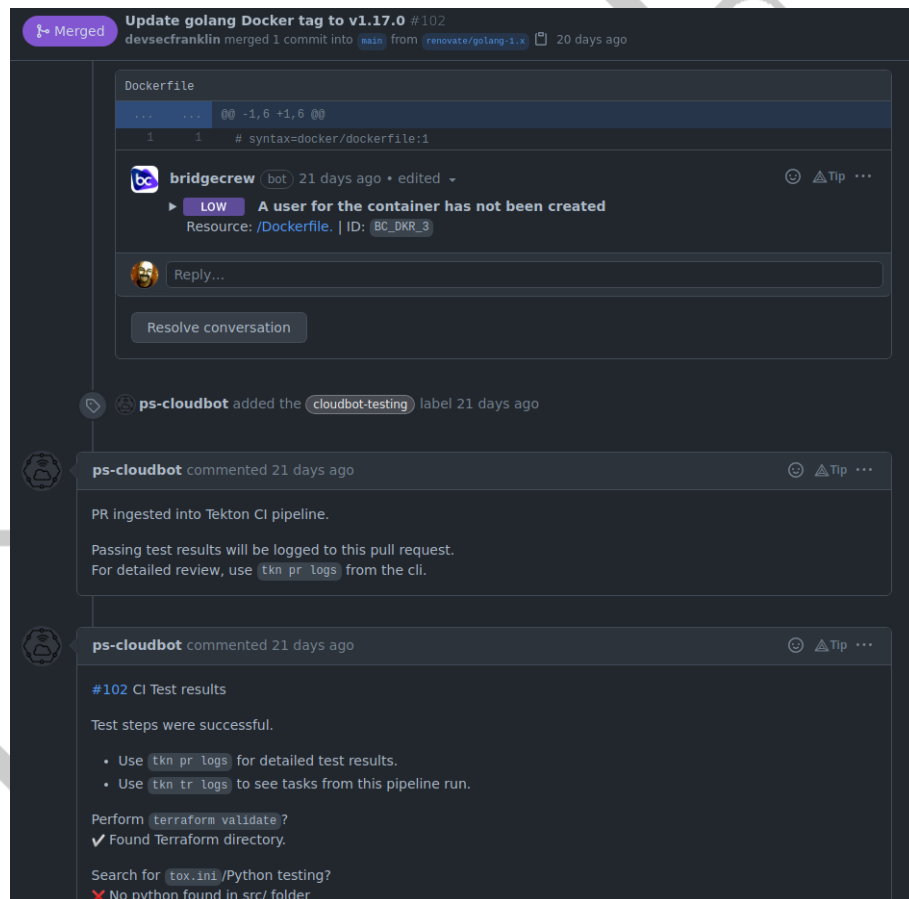 Merged
Update golang Docker tag to v1.17.0 #102
devsecfranklin merged 1 commit into main from renovate/golang-1.x 20 days ago
Dockerfile
... ... @@ -1,6 +1,6 @@
1 1 # syntax=docker/dockerfile:1
bc bridgecrew bot 21 days ago • edited
Tip ...
LOW A user for the container has not been created
Resource: /Dockerfile. | ID: BC_DKR_3
Reply...
Resolve conversation
ps-cloudbot added the cloudbot-testing label 21 days ago
ps-cloudbot commented 21 days ago
Tip ...
PR ingested into Tekton CI pipeline.
Passing test results will be logged to this pull request.
For detailed review, use tkn pr logs from the cli.
ps-cloudbot commented 21 days ago
Tip ...
#102 CI Test results
Test steps were successful.
• Use tkn pr logs for detailed test results.
• Use tkn tr logs to see tasks from this pipeline run.
Perform terraform validate ?
✔ Found Terraform directory.
Search for tox.ini /Python testing?
❌ No python found in src/ folder